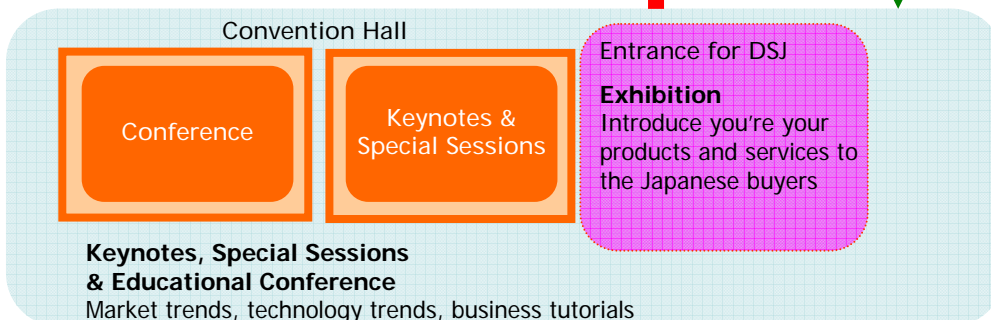 Convention Hall
Conference
Keynotes &
Special Sessions
Entrance for DSJ
Exhibition
Introduce you're your
products and services to
the Japanese buyers
Keynotes, Special Sessions
& Educational Conference
Market trends, technology trends, business tutorials